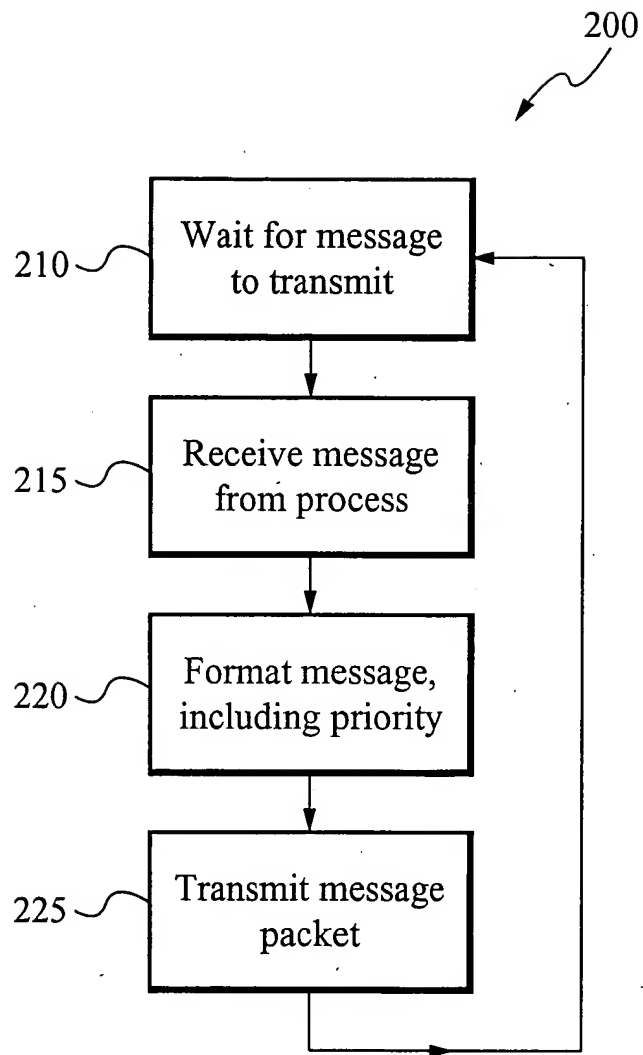 200
210
Wait for message
to transmit
215
Receive message
from process
220
Format message,
including priority
225
Transmit message
packet